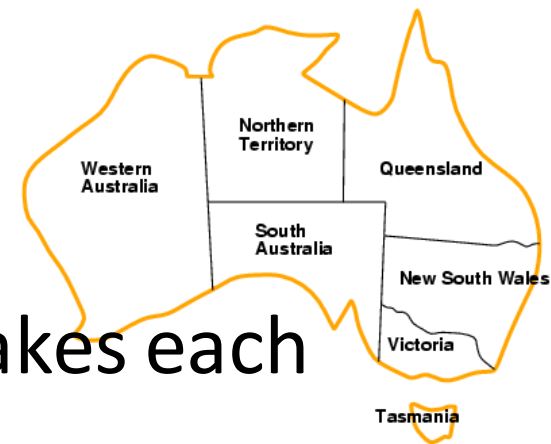 Northern
Territory
Western
Australia
Queensland
South
Australia
New South Wales
akes each
Victoria
Tasmania